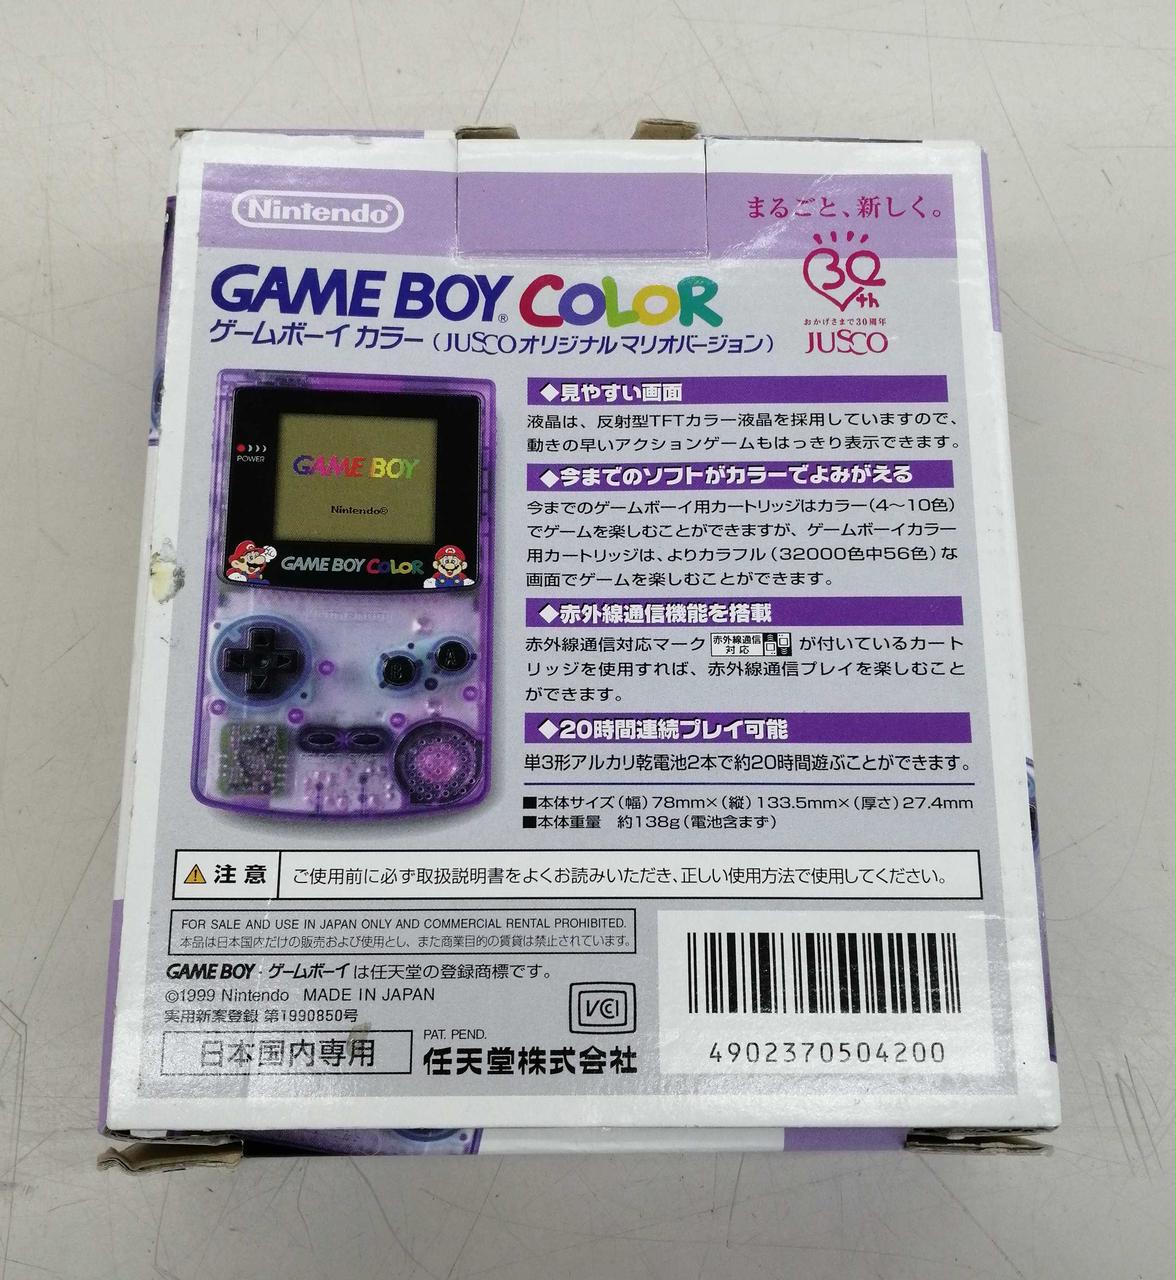 Nintendo®
まるごと、新しく。
30th
おかげさまで30周年
JUSCO
GAME BOY® COLOR
ゲームボーイ カラー(JUSCOオリジナルマリオバージョン)
POWER
GAME BOY
Nintendo®
GAME BOY COLOR
B A
◆見やすい画面
液晶は、反射型TFTカラー液晶を採用していますので、
動きの早いアクションゲームもはっきり表示できます。
◆今までのソフトがカラーでよみがえる
今までのゲームボーイ用カートリッジはカラー(4〜10色)
でゲームを楽しむことができますが、ゲームボーイカラー
用カートリッジは、よりカラフル(32000色中56色)な
画面でゲームを楽しむことができます。
◆赤外線通信機能を搭載
赤外線通信対応マーク 赤外線通信対応 が付いているカート
リッジを使用すれば、赤外線通信プレイを楽しむこと
ができます。
◆20時間連続プレイ可能
単3形アルカリ乾電池2本で約20時間遊ぶことができます。
■本体サイズ(幅)78mm×(縦)133.5mm×(厚さ)27.4mm
■本体重量 約138g(電池含まず)
⚠注意 ご使用前に必ず取扱説明書をよくお読みいただき、正しい使用方法で使用してください。
FOR SALE AND USE IN JAPAN ONLY AND COMMERCIAL RENTAL PROHIBITED.
本品は日本国内だけの販売および使用とし、また商業目的の賃貸は禁止されています。
GAME BOY・ゲームボーイは任天堂の登録商標です。
©1999 Nintendo MADE IN JAPAN
実用新案登録 第1990850号
VCI
日本国内専用
PAT. PEND.
任天堂株式会社
4902370504200